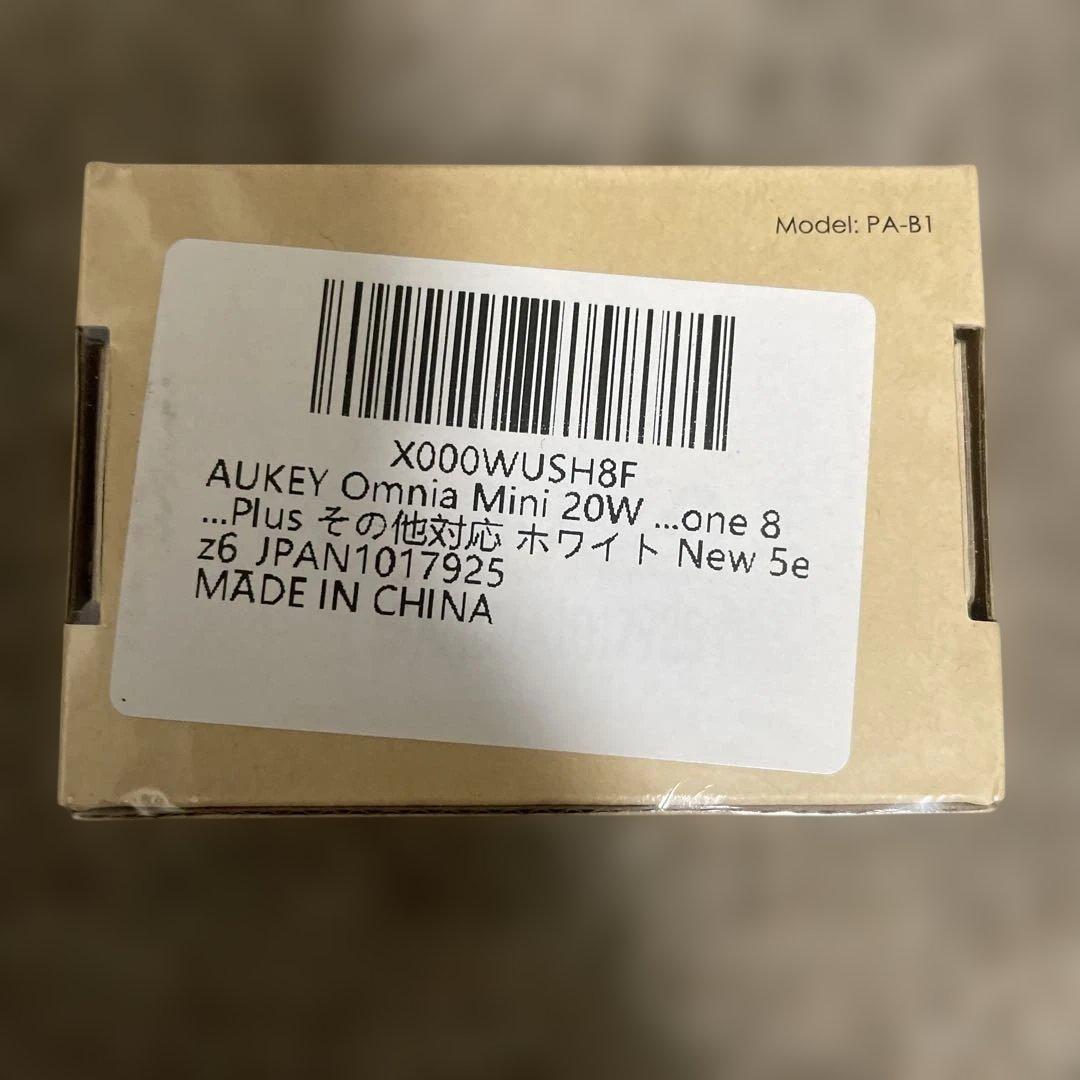 Model: PA-B1
X000WUSH8F
AUKEY Omnia Mini 20W ...one 8
...Plus その他対応 ホワイト New 5e
z6 JPAN1017925
MADE IN CHINA